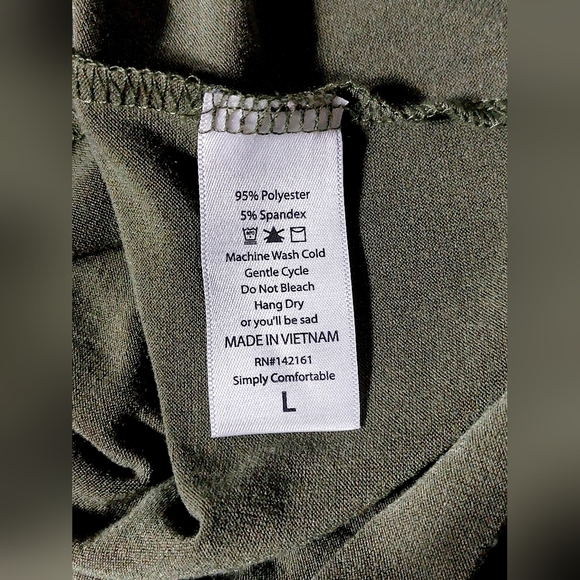 95% Polyester
5% Spandex
Machine Wash Cold
Gentle Cycle
Do Not Bleach
Hang Dry
or you'll be sad
MADE IN VIETNAM
RN#142161
Simply Comfortable
L